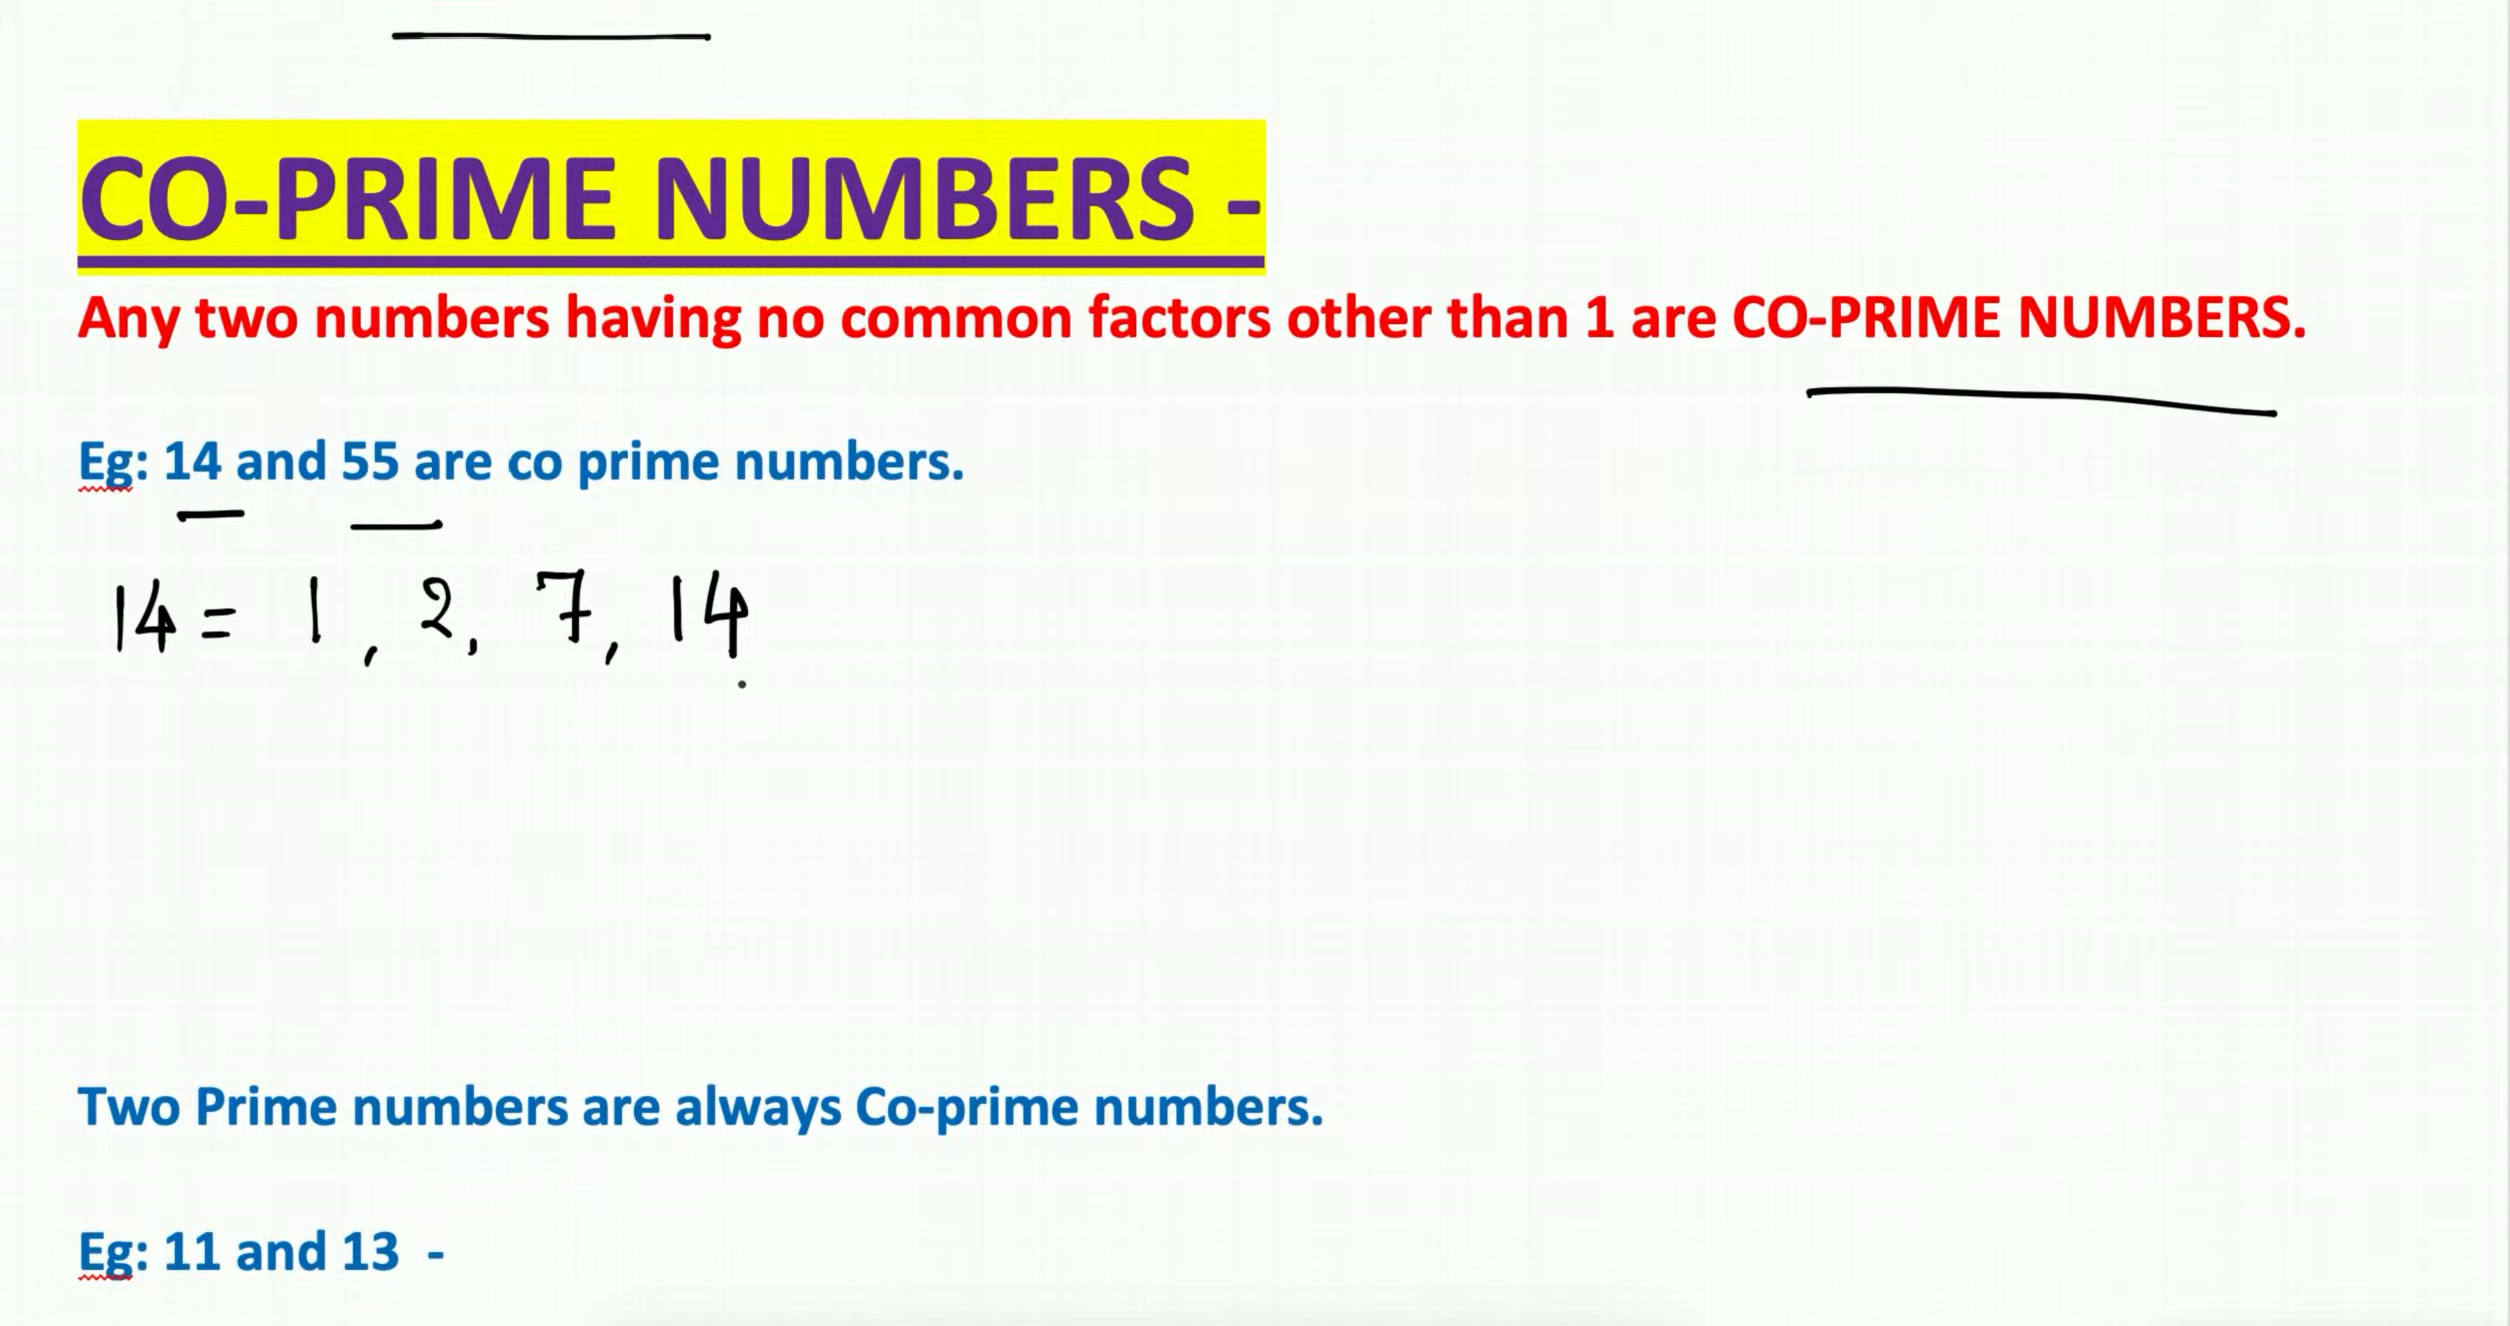 CO-PRIME NUMBERS -
Any two numbers having no common factors other than 1 are CO-PRIME NUMBERS.
Eg: 14 and 55 are co prime numbers.
14 = 1, 2, 7, 14
Two Prime numbers are always Co-prime numbers.
Eg: 11 and 13 -